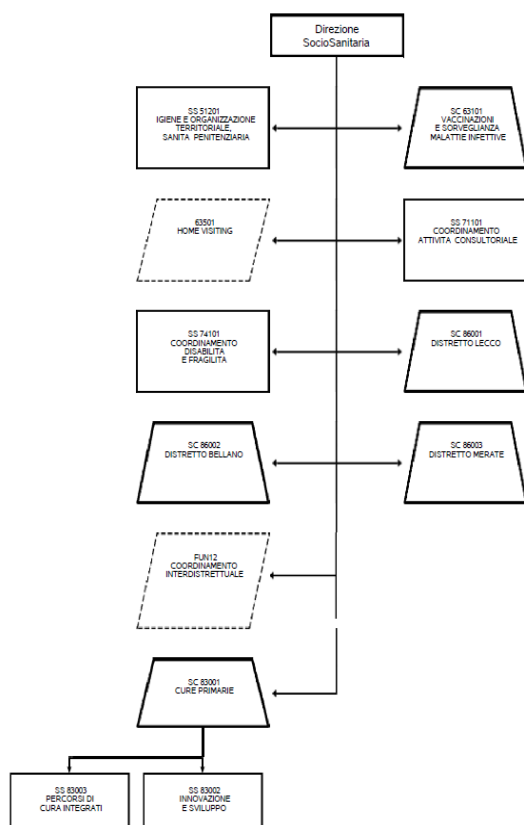 Direzione
SocioSanitaria
SS 51201
IGIENE E ORGANIZZAZIONE
TERRITORIALE,
SANITA PENITENZIARIA
SC 63101
VACCINAZIONI
E SORVEGLIANZA
MALATTIE INFETTIVE
63501
HOME VISITING
SS 71101
COORDINAMENTO
ATTIVITA CONSULTORIALE
SS 74101
COORDINAMENTO
DISABILITA
E FRAGILITA
SC 86001
DISTRETTO LECCO
SC 86002
DISTRETTO BELLANO
SC 86003
DISTRETTO MERATE
FUN12
COORDINAMENTO
INTERDISTRETTUALE
SC 83001
CURE PRIMARIE
SS 83003
PERCORSI DI
CURA INTEGRATI
SS 83002
INNOVAZIONE
E SVILUPPO